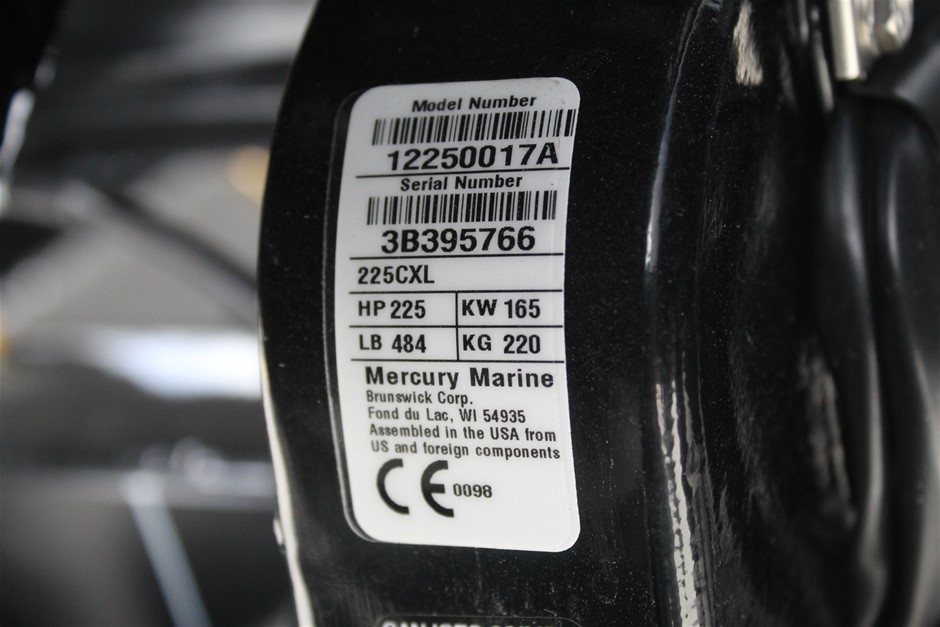 Model Number
12250017A
Serial Number
3B395766
225CXL
HP 225 KW 165
LB 484 KG 220
Mercury Marine
Brunswick Corp.
Fond du Lac, WI 54935
Assembled in the USA from
US and foreign components
CE 0098